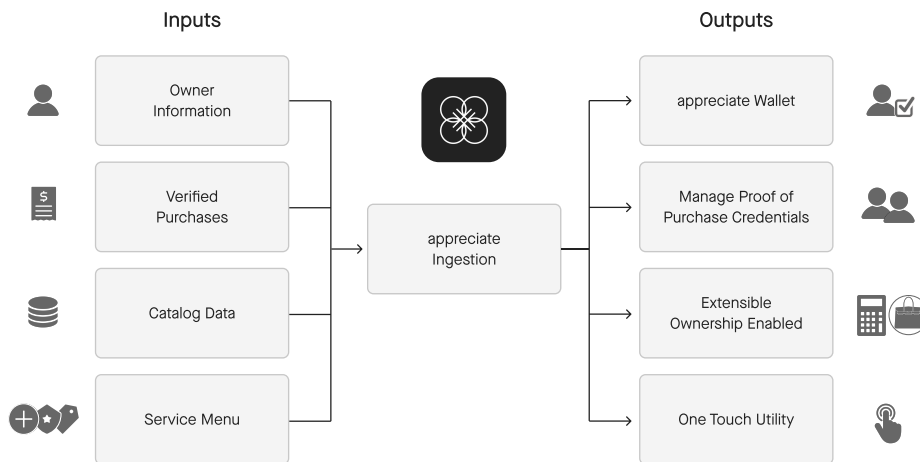 Inputs
Outputs
Owner
Information
Verified
Purchases
Catalog Data
Service Menu
appreciate
Ingestion
appreciate Wallet
Manage Proof of
Purchase Credentials
Extensible
Ownership Enabled
One Touch Utility
$